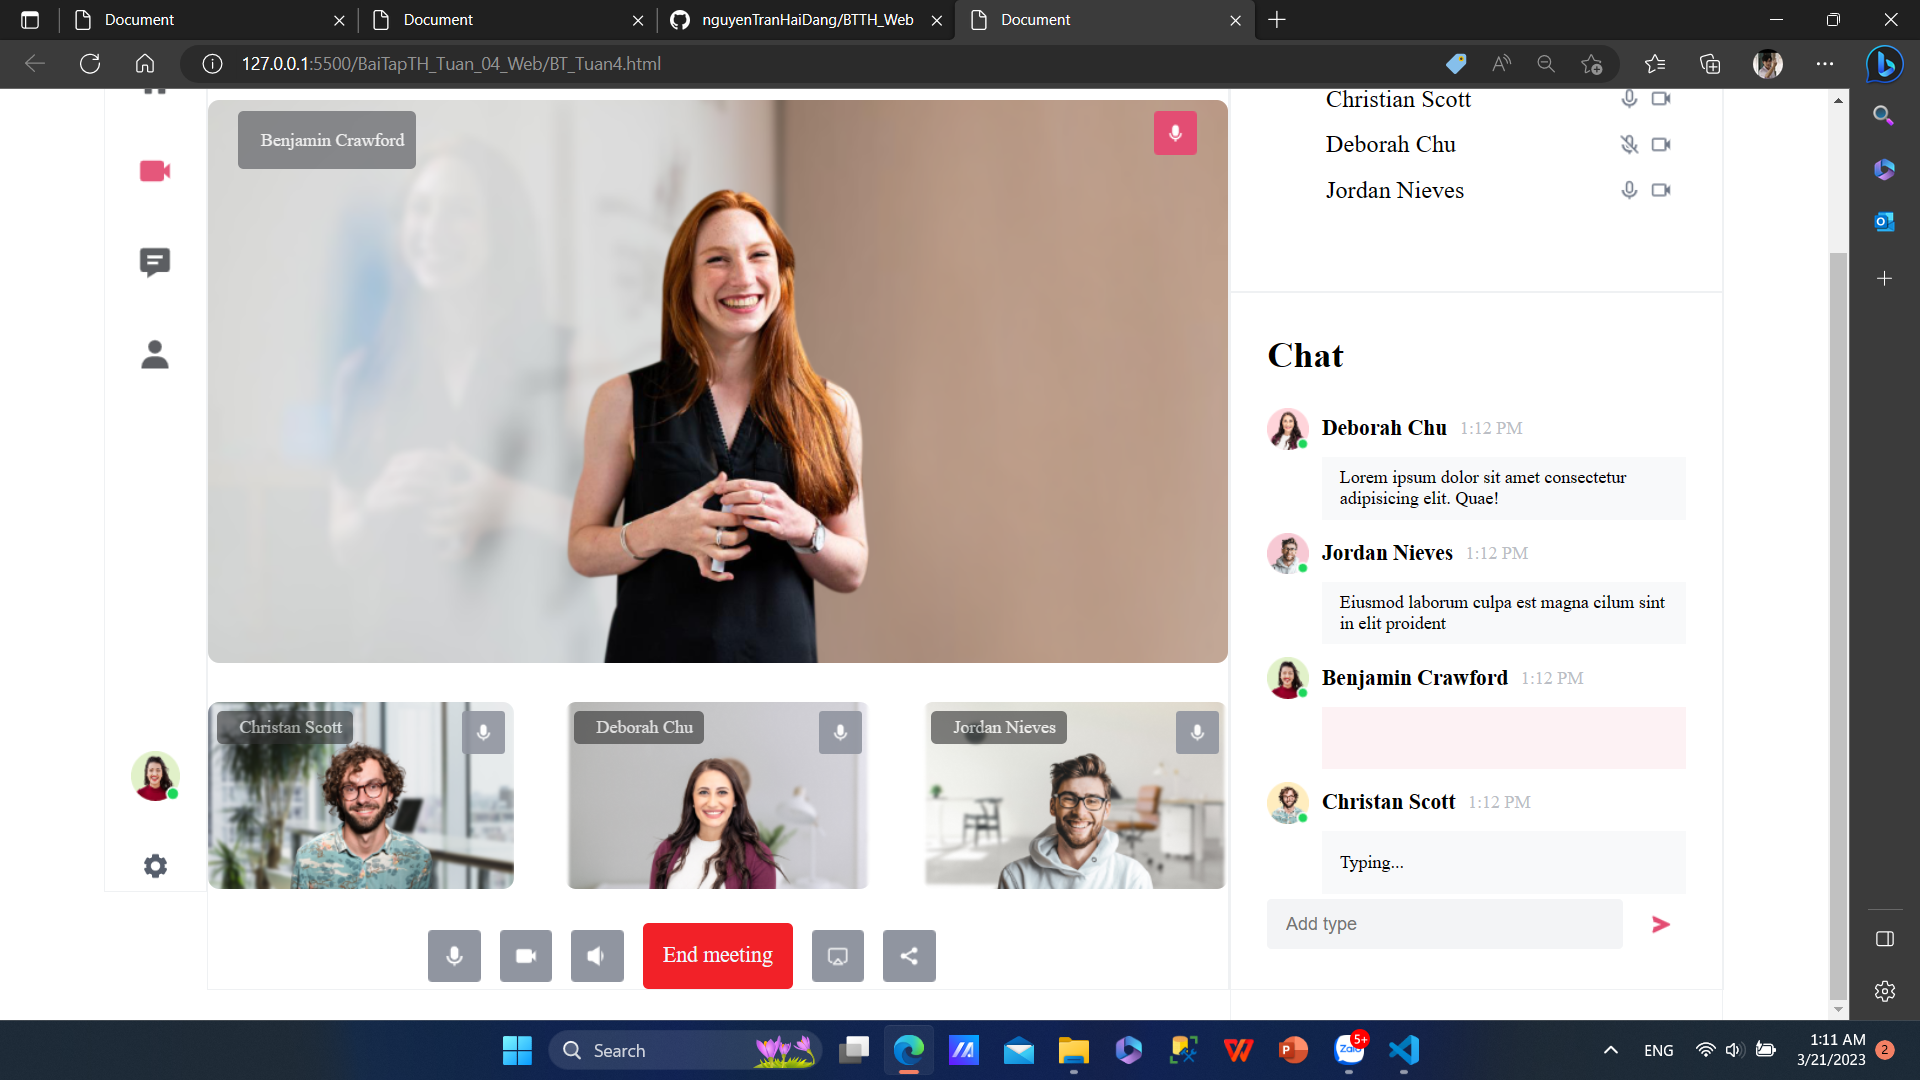 Document
Document
nguyenTranHaiDang/BTTH_Web
Document
127.0.0.1:5500/BaiTapTH_Tuan_04_Web/BT_Tuan4.html
Benjamin Crawford
Christian Scott
Deborah Chu
Jordan Nieves
Chat
Deborah Chu 1:12 PM
Lorem ipsum dolor sit amet consectetur
adipisicing elit. Quae!
Jordan Nieves 1:12 PM
Eiusmod laborum culpa est magna cilum sint
in elit proident
Benjamin Crawford 1:12 PM
Christan Scott 1:12 PM
Typing...
Add type
Christan Scott
Deborah Chu
Jordan Nieves
End meeting
Search
5+
Zalo
ENG
1:11 AM
3/21/2023
2